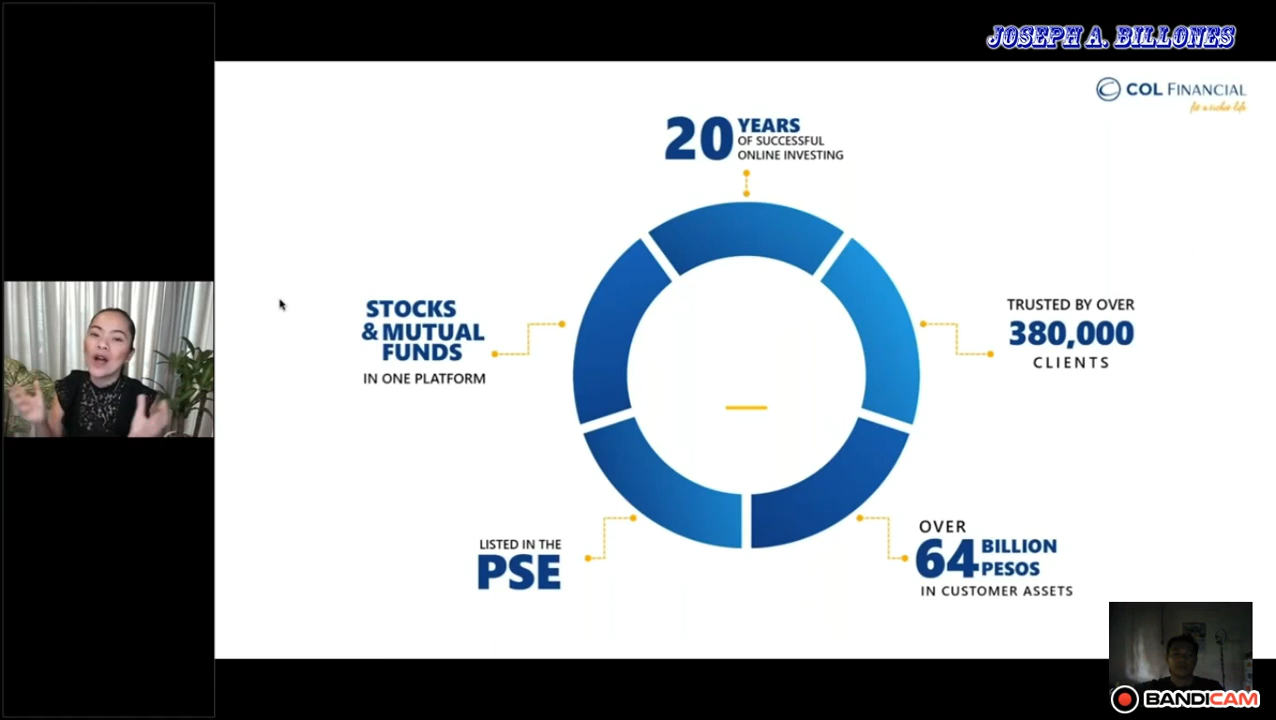 JOSEPH A. BILLONES
COL FINANCIAL
20 YEARS
OF SUCCESSFUL
ONLINE INVESTING
STOCKS
& MUTUAL
FUNDS
IN ONE PLATFORM
TRUSTED BY OVER
380,000
CLIENTS
LISTED IN THE
PSE
OVER
64 BILLION
PESOS
IN CUSTOMER ASSETS
BANDICAM